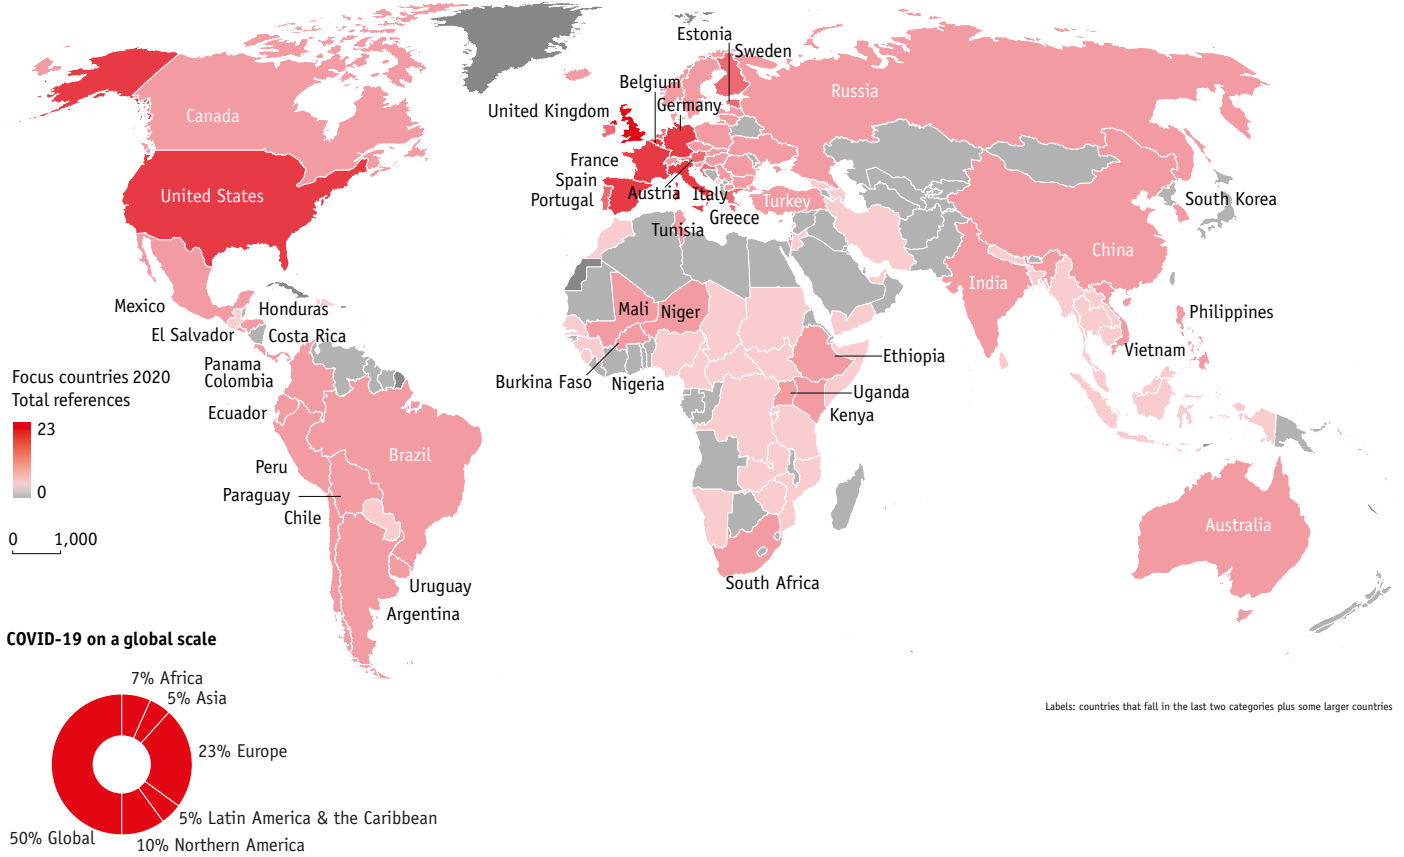 Estonia
Sweden
Belgium
Germany
United Kingdom
Russia
Canada
France
Spain
Portugal
Austria
Italy
Greece
Turkey
Tunisia
United States
South Korea
China
India
Mexico
Honduras
El Salvador
Costa Rica
Panama
Colombia
Ecuador
Peru
Paraguay
Chile
Brazil
Uruguay
Argentina
Mali
Niger
Burkina Faso
Nigeria
Ethiopia
Uganda
Kenya
South Africa
Philippines
Vietnam
Australia
Focus countries 2020
Total references
23
0
0 1,000
COVID-19 on a global scale
7% Africa
5% Asia
23% Europe
5% Latin America & the Caribbean
10% Northern America
50% Global
Labels: countries that fall in the last two categories plus some larger countries